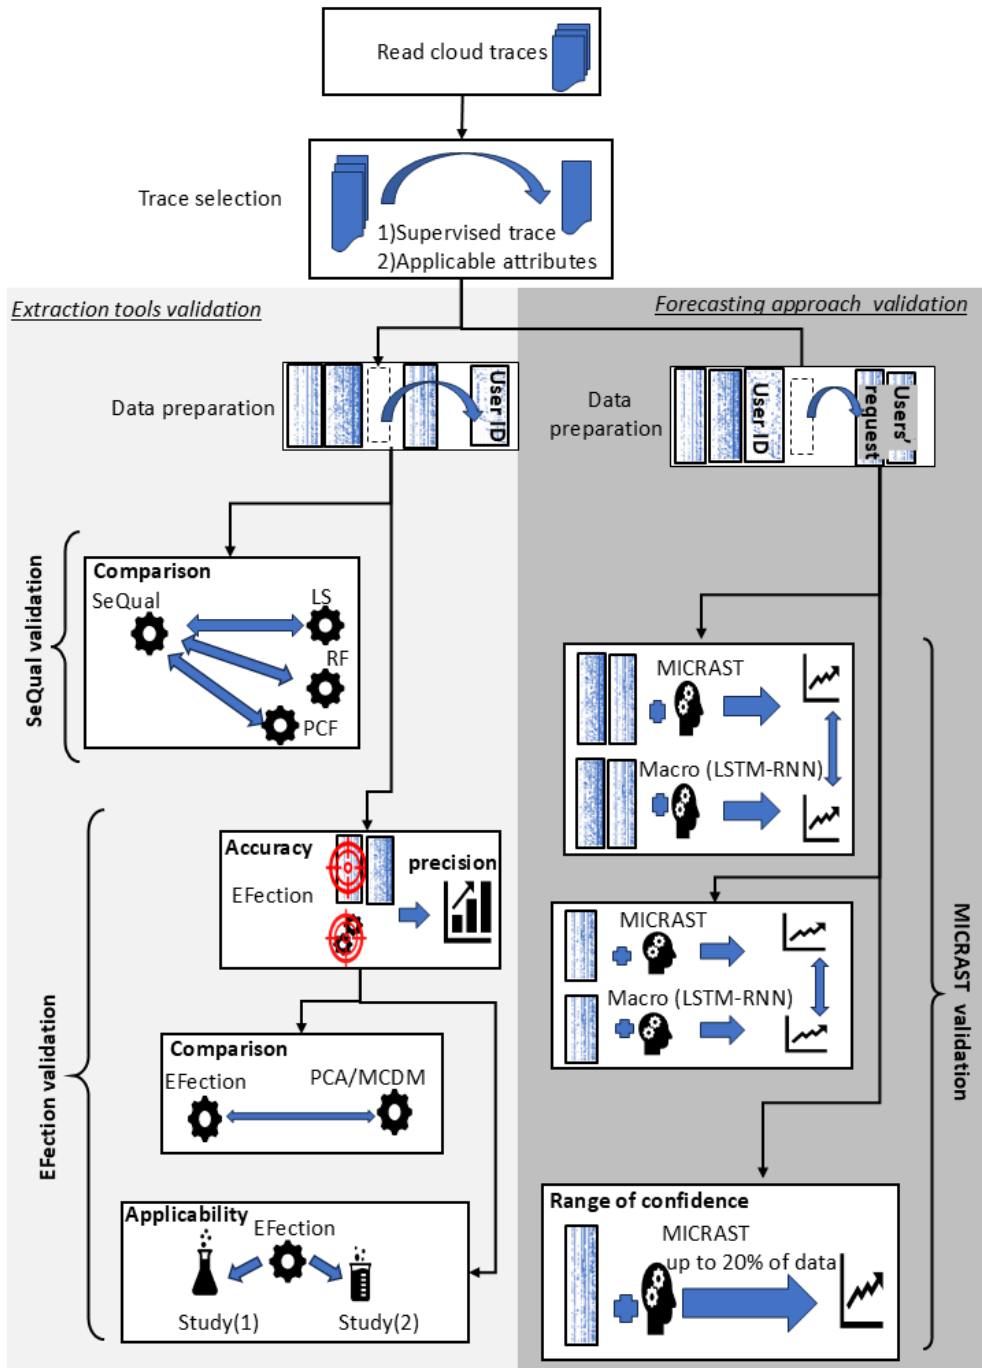 Read cloud traces
Trace selection
1)Supervised trace
2)Applicable attributes
Extraction tools validation
Forecasting approach validation
Data preparation
User ID
Data
preparation
User ID
Users'
request
SeQual validation
Comparison
SeQual
LS
RF
PCF
MICRAST
Macro (LSTM-RNN)
EFection validation
Accuracy
EFection
precision
MICRAST
Macro (LSTM-RNN)
MICRAST validation
Comparison
EFection
PCA/MCDM
Applicability
EFection
Study(1)
Study(2)
Range of confidence
MICRAST
up to 20% of data